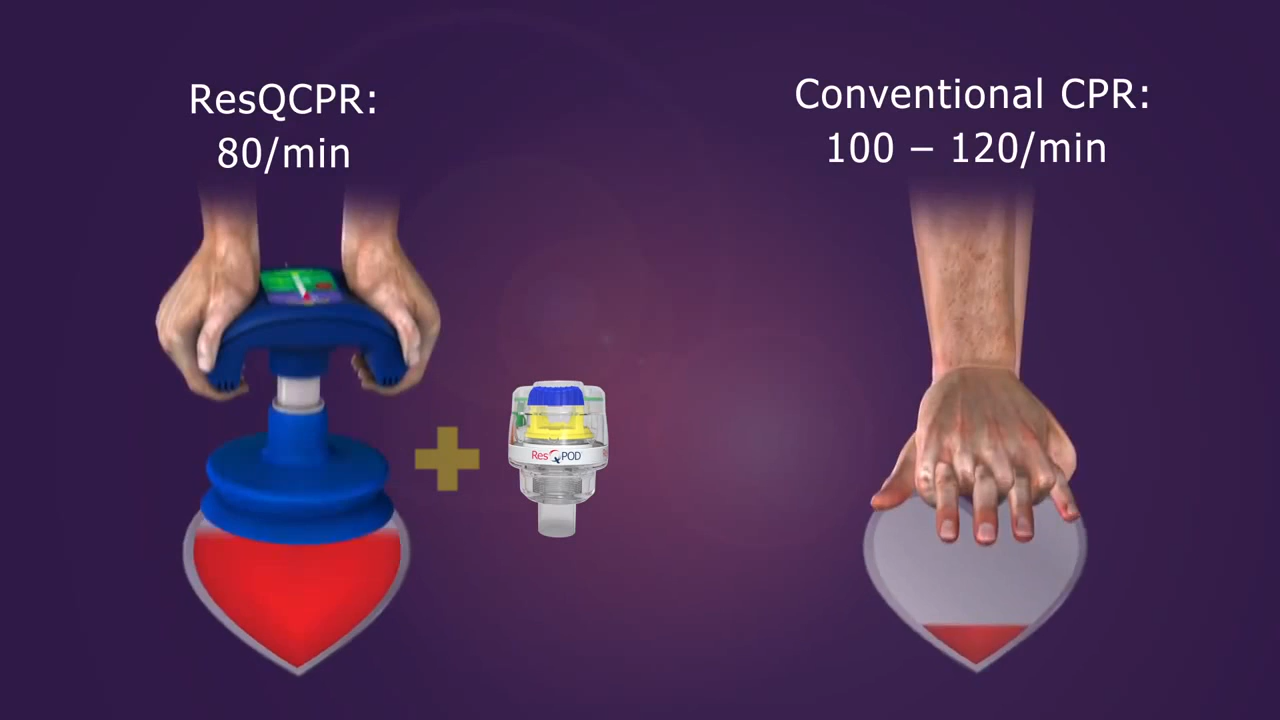 ResQCPR:
80/min
Conventional CPR:
100 – 120/min
ResQPOD